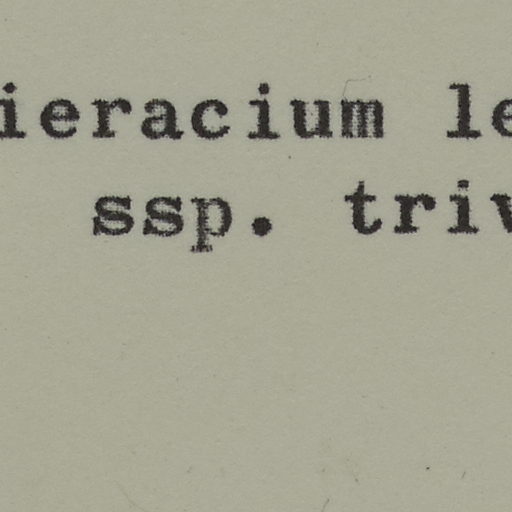 ieracium le
ssp. triv